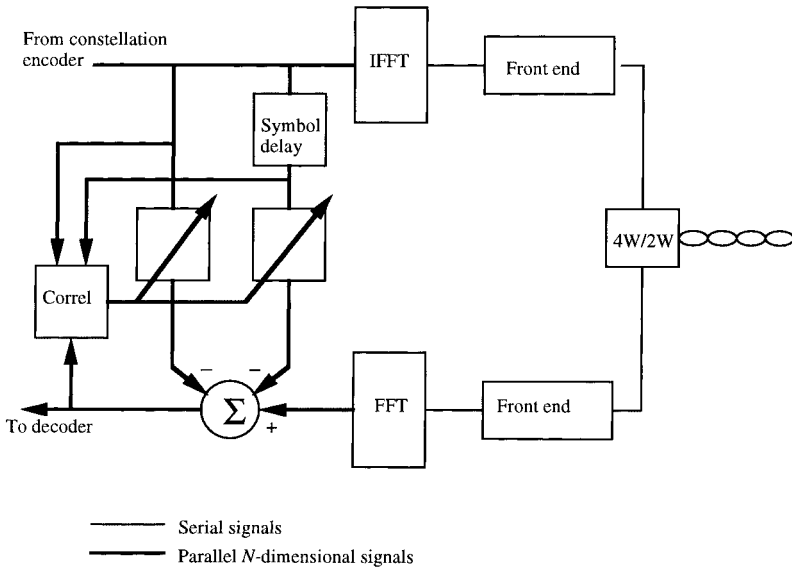 From constellation
encoder
IFFT
Front end
Symbol
delay
4W/2W
Correl
−
−
Σ
+
FFT
Front end
To decoder
Serial signals
Parallel N-dimensional signals